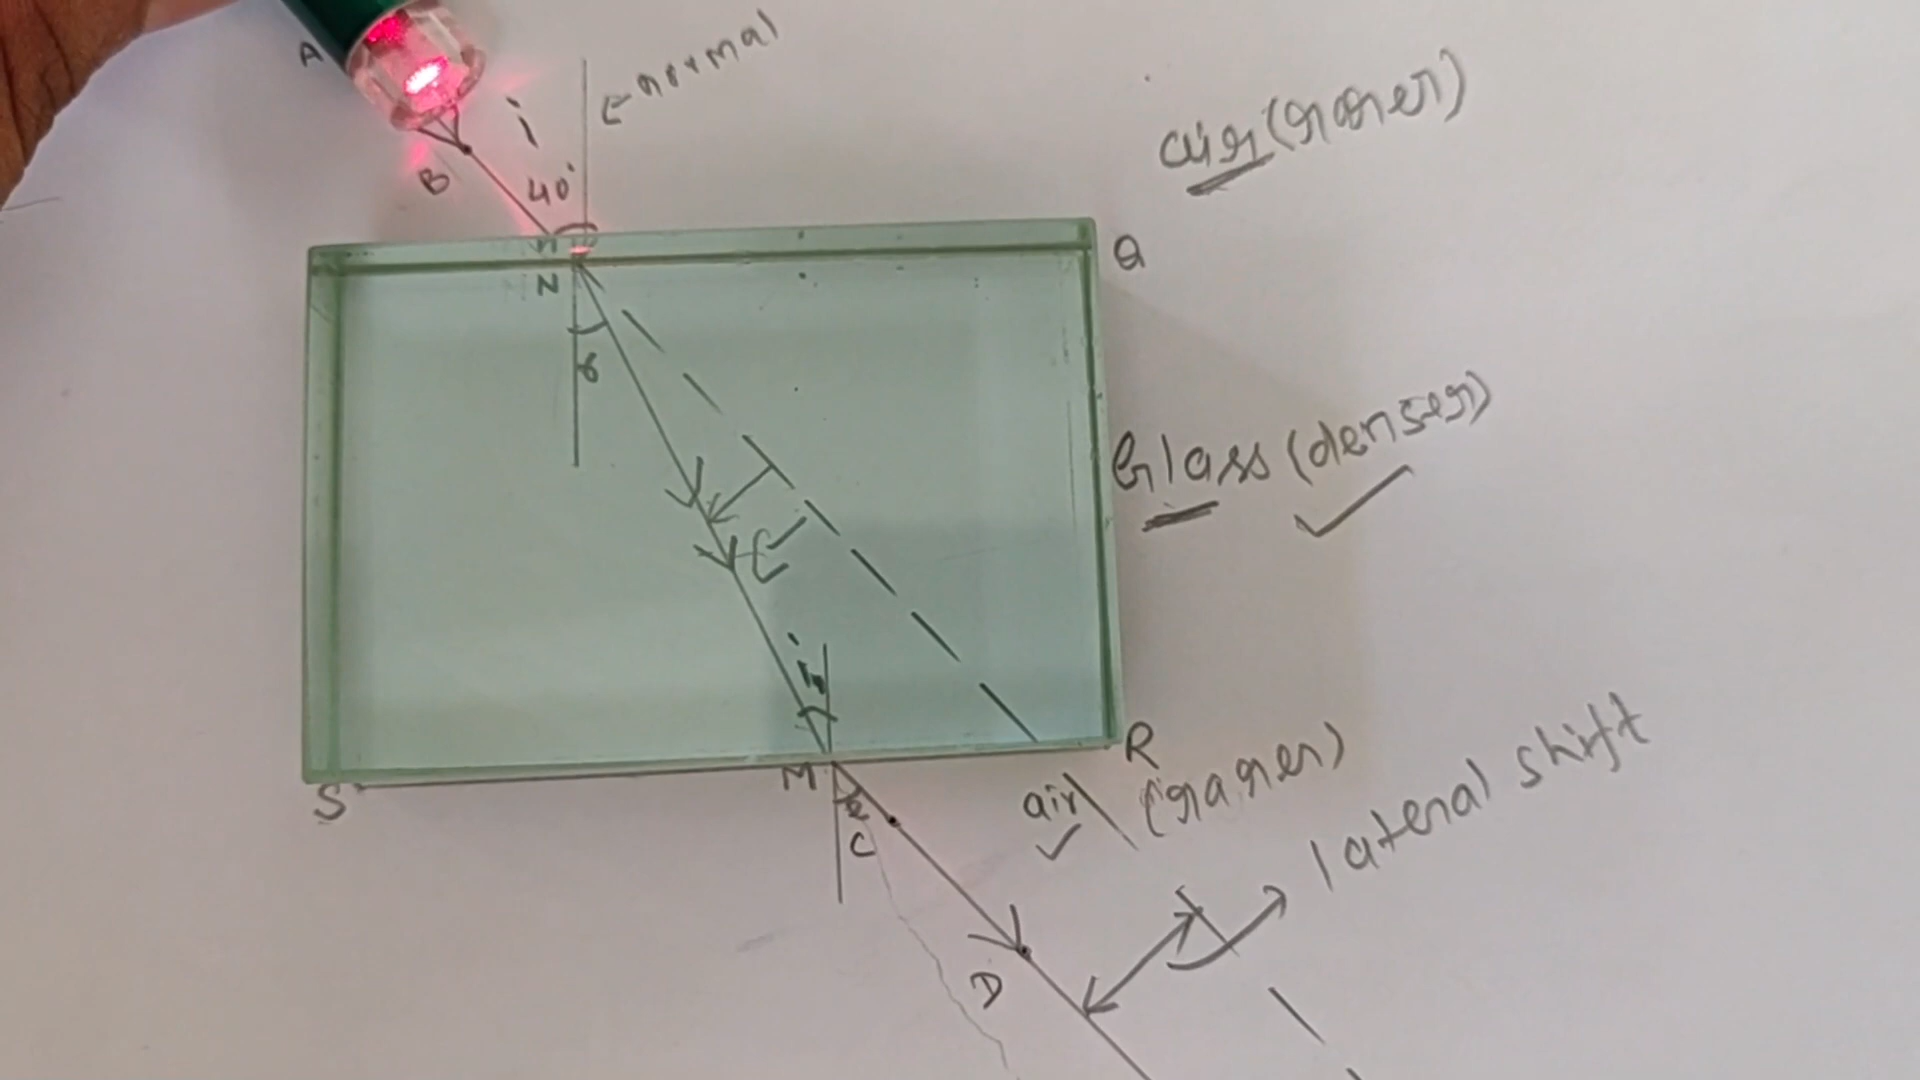 A
normal
i
air (rarer)
B
40°
Q
N
r
Glass (denser)
i
R
M
S
air (rarer)
e
C
lateral shift
D